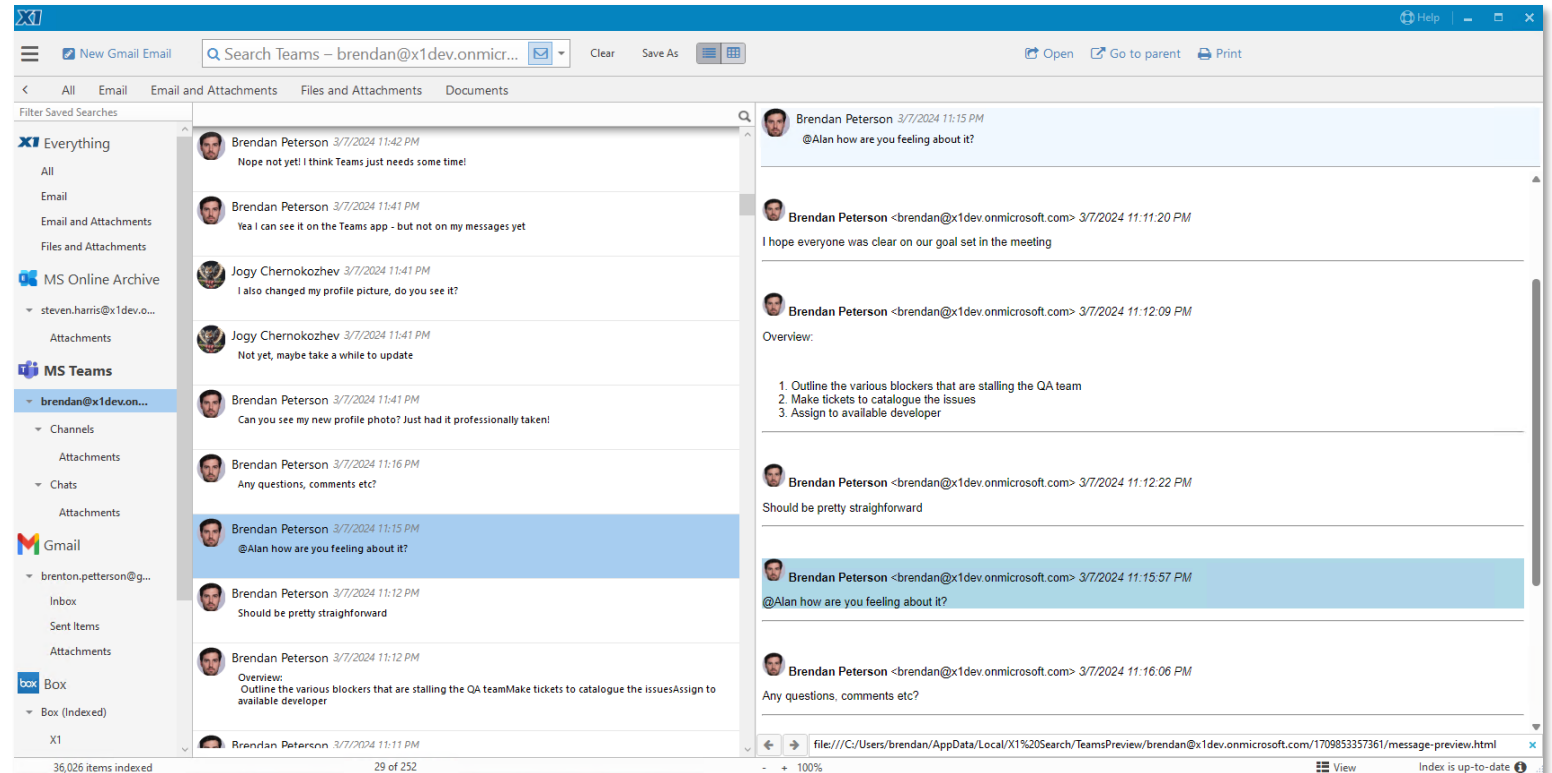 X1
Help
New Gmail Email
Search Teams – brendan@x1dev.onmicr...
Clear
Save As
Open
Go to parent
Print
All
Email
Email and Attachments
Files and Attachments
Documents
Filter Saved Searches
X1 Everything
All
Email
Email and Attachments
Files and Attachments
MS Online Archive
steven.harris@x1dev.o...
Attachments
MS Teams
brendan@x1dev.on...
Channels
Attachments
Chats
Attachments
Gmail
brenton.petterson@g...
Inbox
Sent Items
Attachments
box Box
Box (Indexed)
X1
36,026 items indexed
Brendan Peterson 3/7/2024 11:42 PM
Nope not yet! I think Teams just needs some time!
Brendan Peterson 3/7/2024 11:41 PM
Yea I can see it on the Teams app - but not on my messages yet
Jogy Chernokozhev 3/7/2024 11:41 PM
I also changed my profile picture, do you see it?
Jogy Chernokozhev 3/7/2024 11:41 PM
Not yet, maybe take a while to update
Brendan Peterson 3/7/2024 11:41 PM
Can you see my new profile photo? Just had it professionally taken!
Brendan Peterson 3/7/2024 11:16 PM
Any questions, comments etc?
Brendan Peterson 3/7/2024 11:15 PM
@Alan how are you feeling about it?
Brendan Peterson 3/7/2024 11:12 PM
Should be pretty straighforward
Brendan Peterson 3/7/2024 11:12 PM
Overview:
Outline the various blockers that are stalling the QA teamMake tickets to catalogue the issuesAssign to
available developer
Brendan Peterson 3/7/2024 11:11 PM
29 of 252
Brendan Peterson 3/7/2024 11:15 PM
@Alan how are you feeling about it?
Brendan Peterson <brendan@x1dev.onmicrosoft.com> 3/7/2024 11:11:20 PM
I hope everyone was clear on our goal set in the meeting
Brendan Peterson <brendan@x1dev.onmicrosoft.com> 3/7/2024 11:12:09 PM
Overview:
1. Outline the various blockers that are stalling the QA team
2. Make tickets to catalogue the issues
3. Assign to available developer
Brendan Peterson <brendan@x1dev.onmicrosoft.com> 3/7/2024 11:12:22 PM
Should be pretty straighforward
Brendan Peterson <brendan@x1dev.onmicrosoft.com> 3/7/2024 11:15:57 PM
@Alan how are you feeling about it?
Brendan Peterson <brendan@x1dev.onmicrosoft.com> 3/7/2024 11:16:06 PM
Any questions, comments etc?
file:///C:/Users/brendan/AppData/Local/X1%20Search/TeamsPreview/brendan@x1dev.onmicrosoft.com/1709853357361/message-preview.html
- + 100%
View
Index is up-to-date